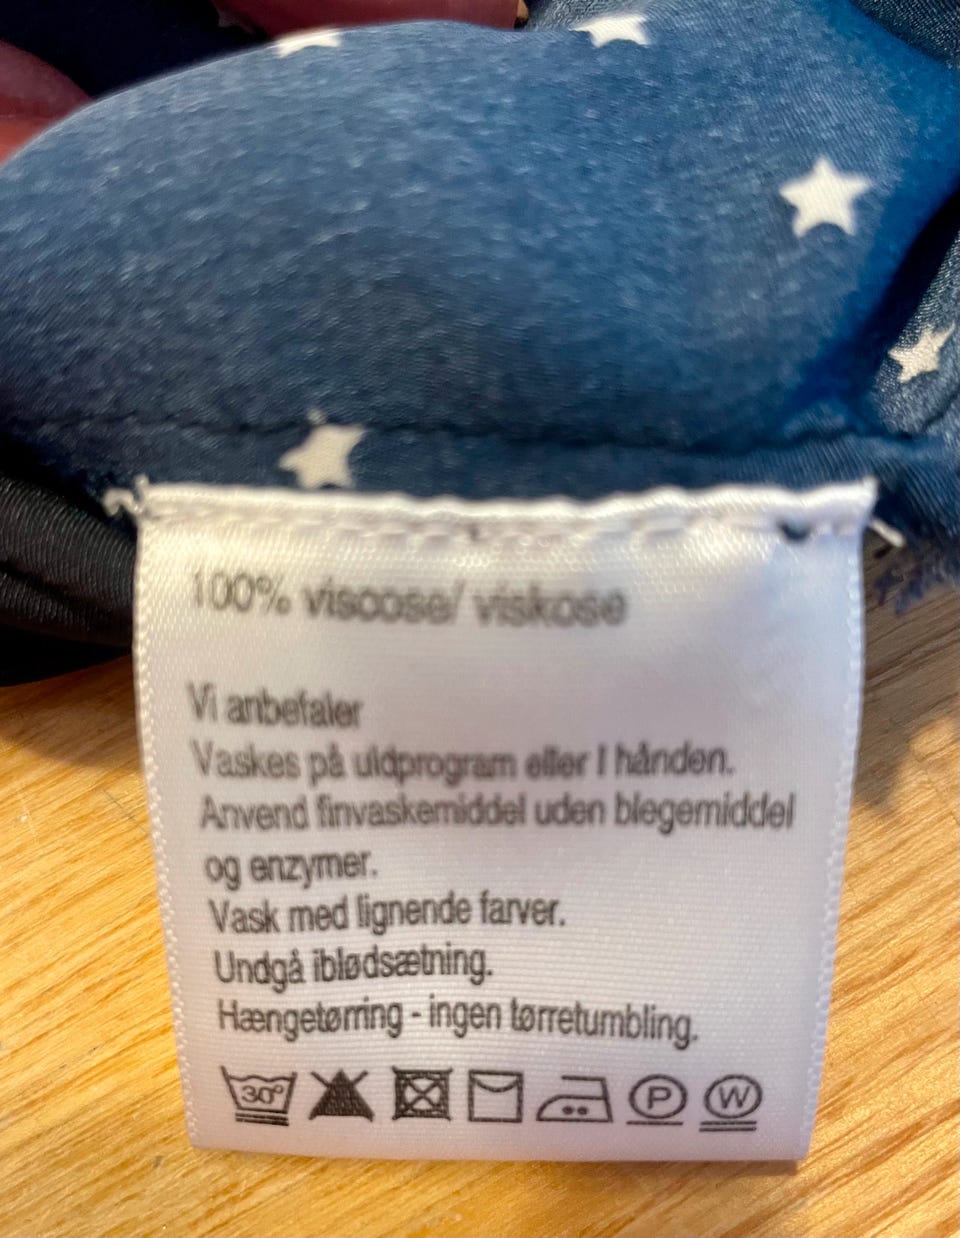 100% viscose/ viskose
Vi anbefaler
Vaskes på uldprogram eller I hånden.
Anvend finvaskemiddel uden blegemiddel
og enzymer.
Vask med lignende farver.
Undgå iblødsætning.
Hængetørring - ingen tørretumbling.
30° P W